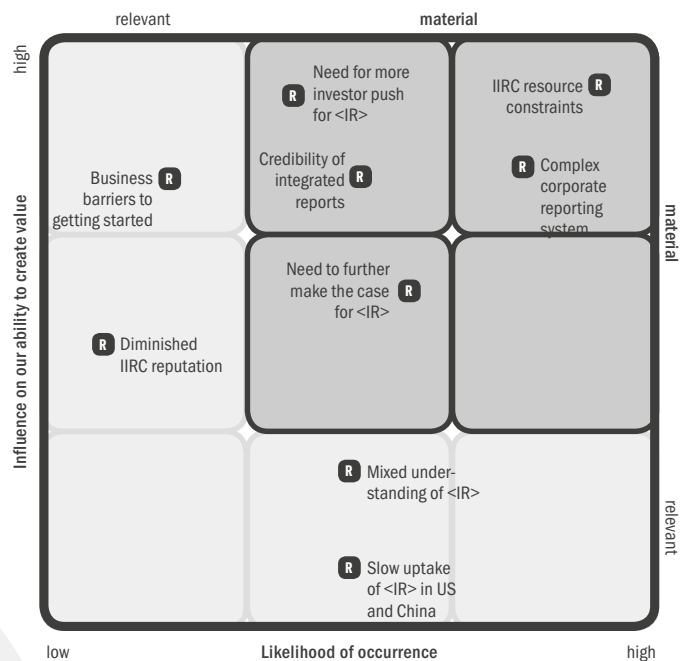 relevant
material
high
Influence on our ability to create value
R
Need for more
investor push
for <IR>
IIRC resource
constraints
R
Credibility of
integrated
reports
R
R
Complex
corporate
reporting
system
Business
barriers to
getting started
R
material
Need to further
make the case
for <IR>
R
R
Diminished
IIRC reputation
R
Mixed under-
standing of <IR>
relevant
R
Slow uptake
of <IR> in US
and China
low
Likelihood of occurrence
high